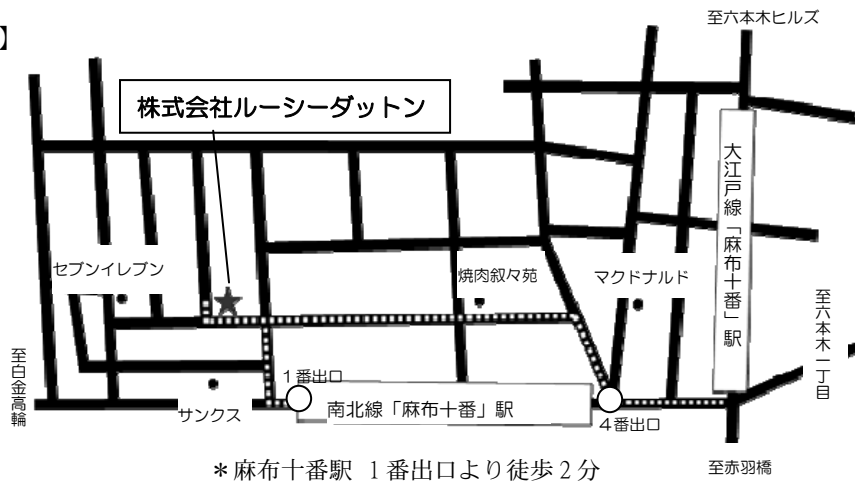 至六本木ヒルズ
】
株式会社ルーシーダットン
大江戸線「麻布十番」駅
セブンイレブン
焼肉叙々苑
マクドナルド
至六本木一丁目
至白金高輪
1番出口
サンクス
南北線「麻布十番」駅
4番出口
＊麻布十番駅 1番出口より徒歩2分
至赤羽橋